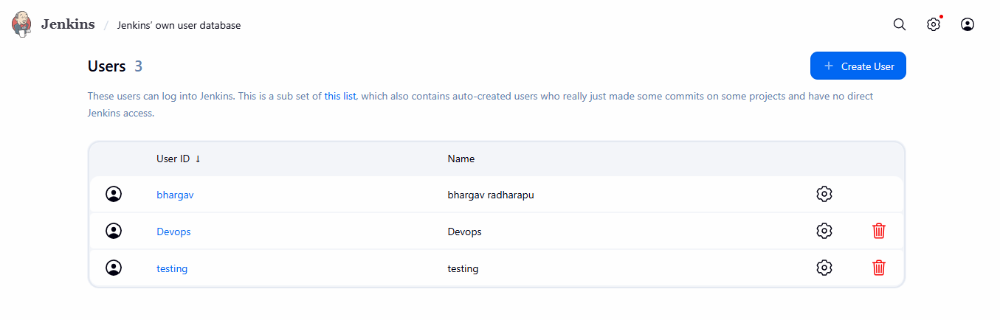 Jenkins / Jenkins' own user database
Users 3
+ Create User
These users can log into Jenkins. This is a sub set of this list, which also contains auto-created users who really just made some commits on some projects and have no direct
Jenkins access.
User ID ↓ Name
bhargav bhargav radharapu
Devops Devops
testing testing